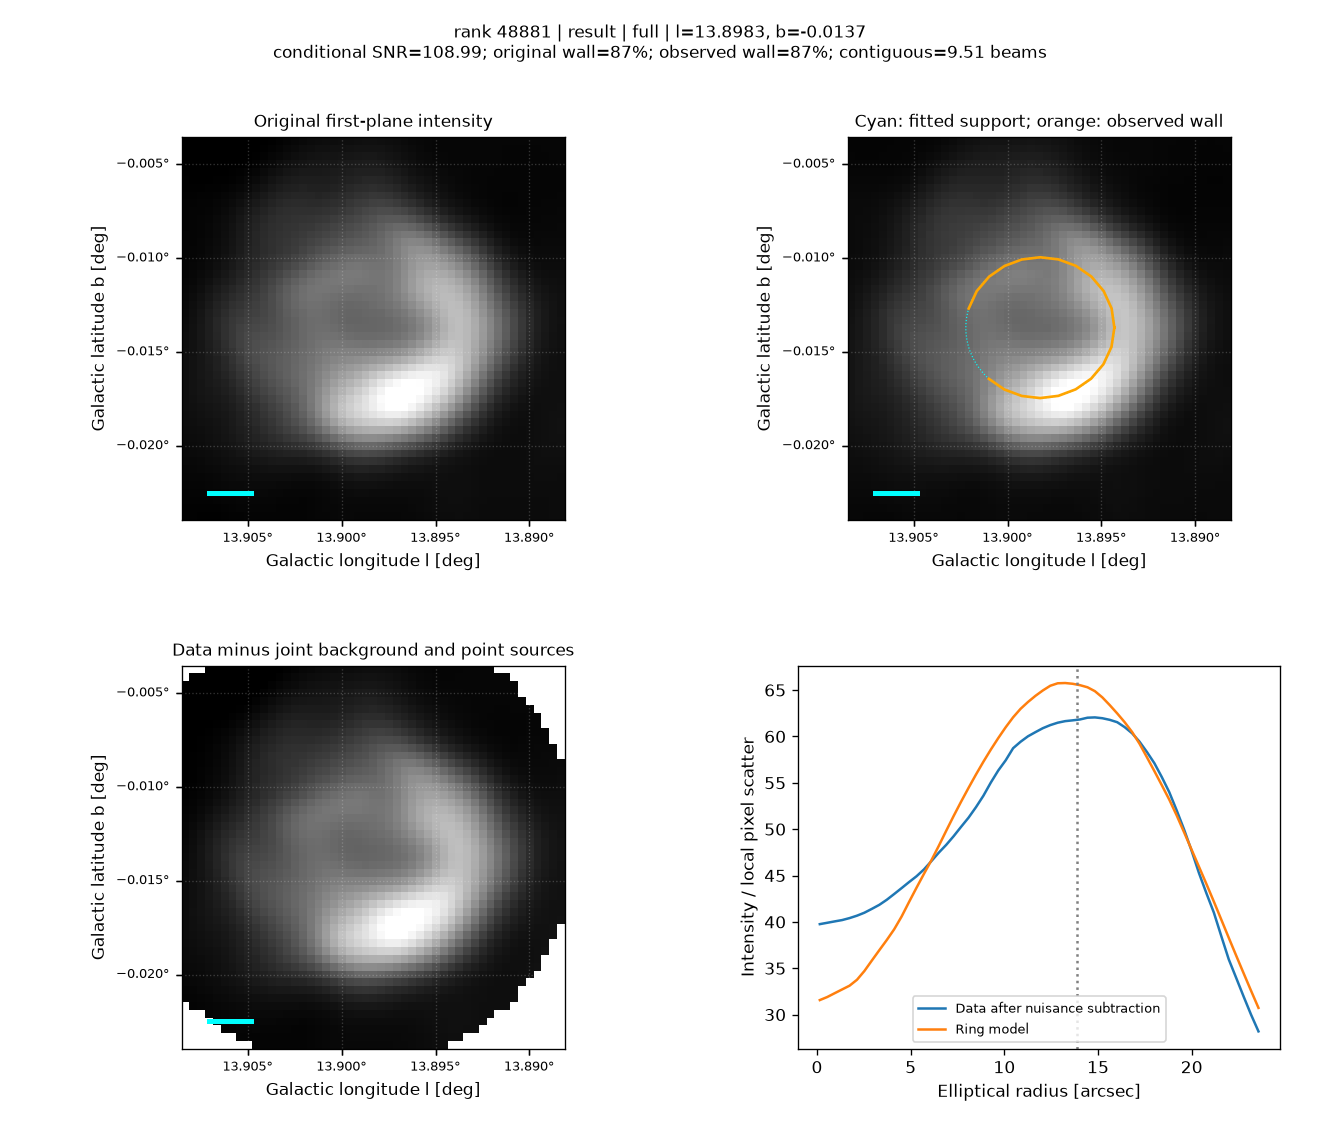 rank 48881 | result | full | l=13.8983, b=-0.0137
conditional SNR=108.99; original wall=87%; observed wall=87%; contiguous=9.51 beams
Original first-plane intensity
−0.005°
−0.010°
−0.015°
−0.020°
Galactic latitude b [deg]
13.905° 13.900° 13.895° 13.890°
Galactic longitude l [deg]
Cyan: fitted support; orange: observed wall
−0.005°
−0.010°
−0.015°
−0.020°
Galactic latitude b [deg]
13.905° 13.900° 13.895° 13.890°
Galactic longitude l [deg]
Data minus joint background and point sources
−0.005°
−0.010°
−0.015°
−0.020°
Galactic latitude b [deg]
13.905° 13.900° 13.895° 13.890°
Galactic longitude l [deg]
65
60
55
50
45
40
35
30
Intensity / local pixel scatter
Data after nuisance subtraction
Ring model
0 5 10 15 20
Elliptical radius [arcsec]